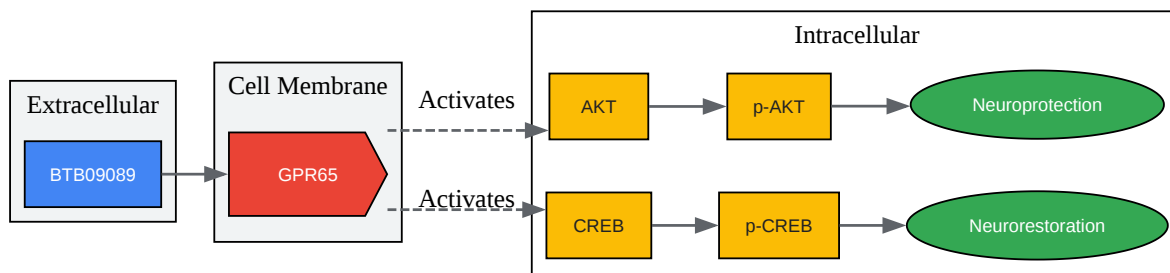 Extracellular
BTB09089
Cell Membrane
GPR65
Activates
Activates
Intracellular
AKT
p-AKT
Neuroprotection
CREB
p-CREB
Neurorestoration